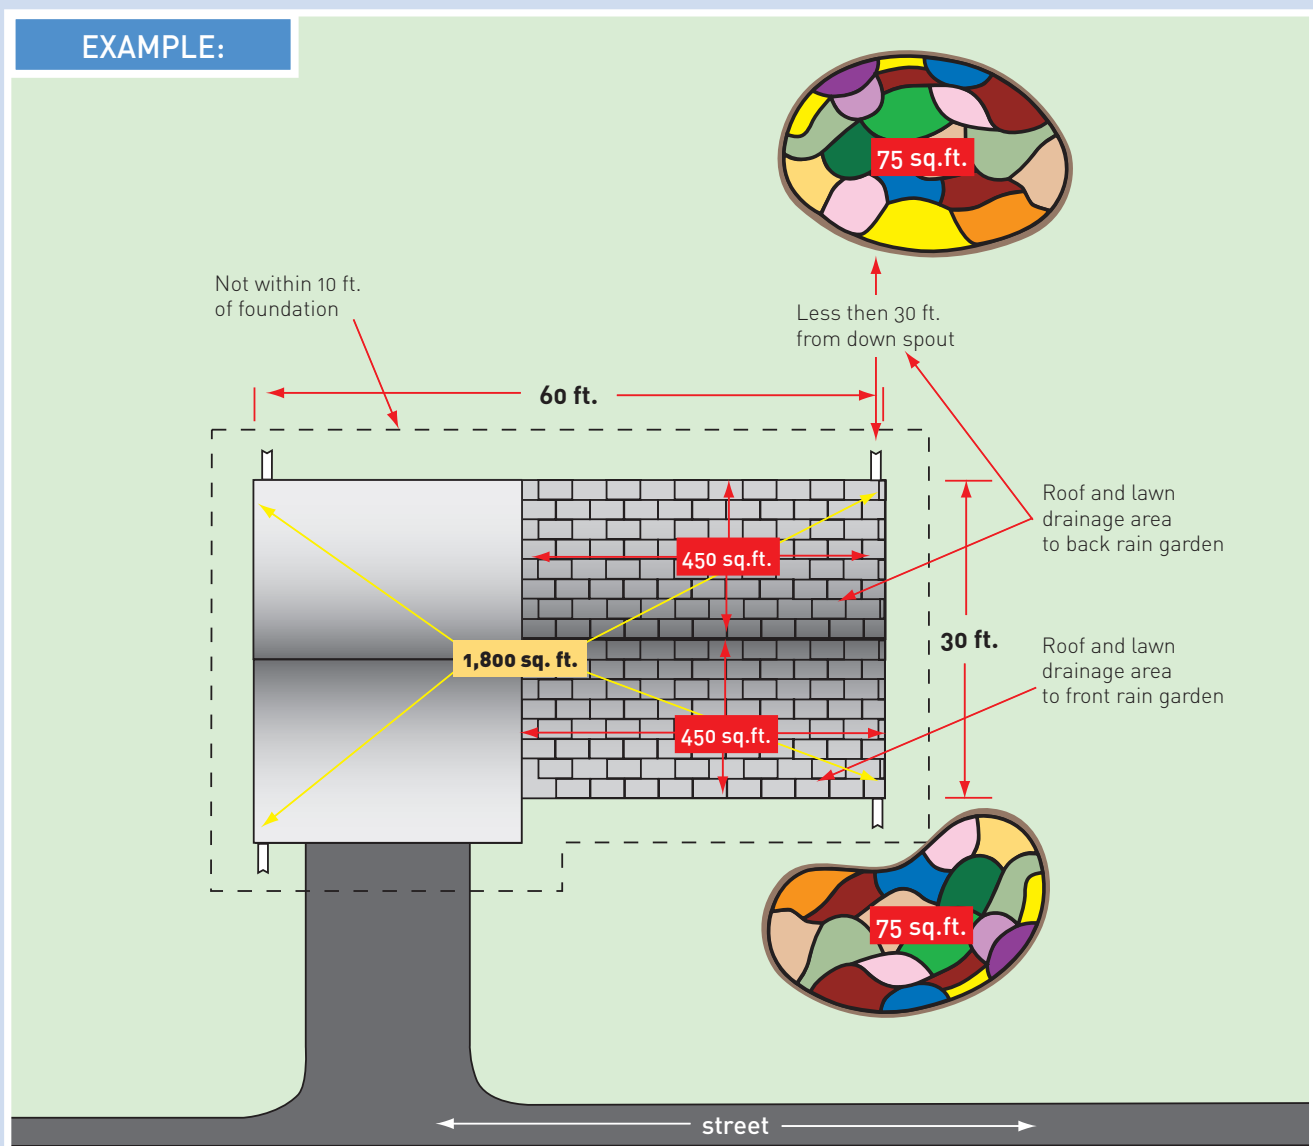 EXAMPLE:
75 sq.ft.
Not within 10 ft.
of foundation
Less then 30 ft.
from down spout
60 ft.
Roof and lawn
drainage area
to back rain garden
450 sq.ft.
30 ft.
1,800 sq. ft.
Roof and lawn
drainage area
to front rain garden
450 sq.ft.
75 sq.ft.
street